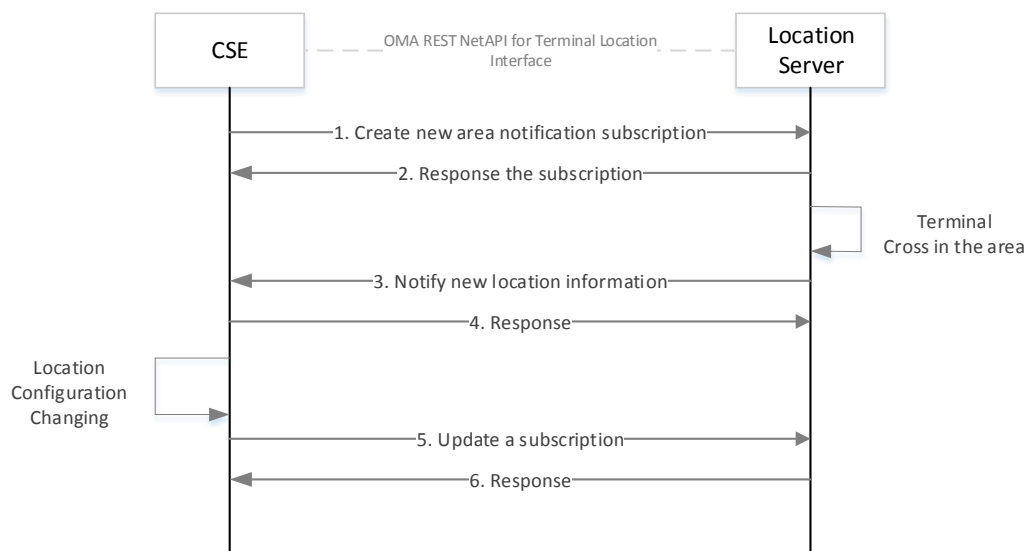 CSE
OMA REST NetAPI for Terminal Location
Interface
Location
Server
1. Create new area notification subscription
2. Response the subscription
Terminal
Cross in the area
3. Notify new location information
4. Response
Location
Configuration
Changing
5. Update a subscription
6. Response